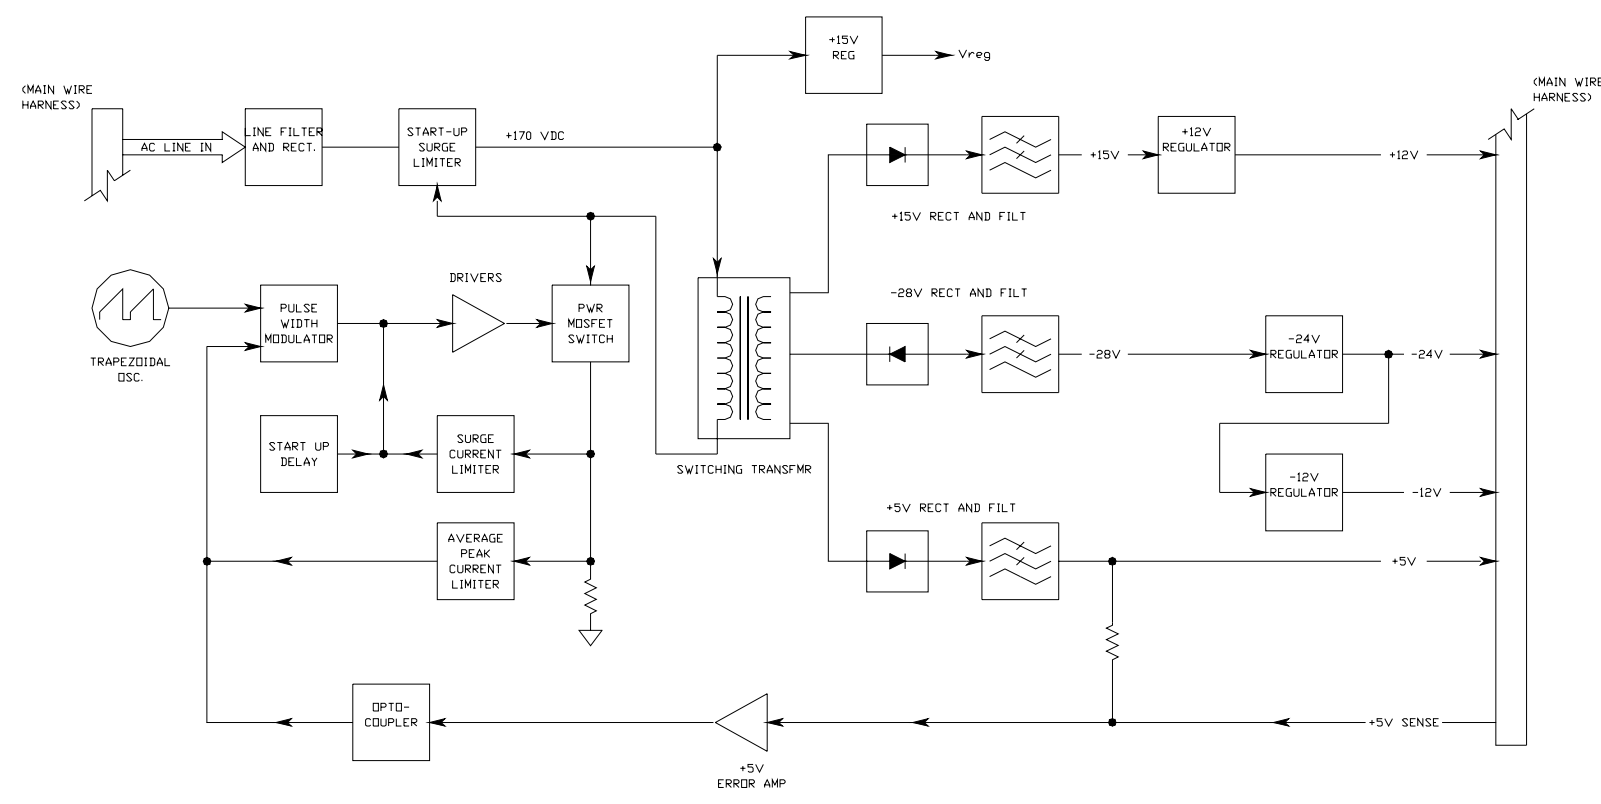 +15V
REG
Vreg
(MAIN WIRE
HARNESS)
(MAIN WIRE
HARNESS)
AC LINE IN
LINE FILTER
AND RECT.
START-UP
SURGE
LIMITER
+170 VDC
+15V
+12V
REGULATOR
+12V
+15V RECT AND FILT
DRIVERS
-28V RECT AND FILT
PULSE
WIDTH
MODULATOR
PWR
MOSFET
SWITCH
TRAPEZOIDAL
OSC.
-28V
-24V
REGULATOR
-24V
START UP
DELAY
SURGE
CURRENT
LIMITER
SWITCHING TRANSFMR
-12V
REGULATOR
-12V
+5V RECT AND FILT
AVERAGE
PEAK
CURRENT
LIMITER
+5V
OPTO-
COUPLER
+5V SENSE
+5V
ERROR AMP